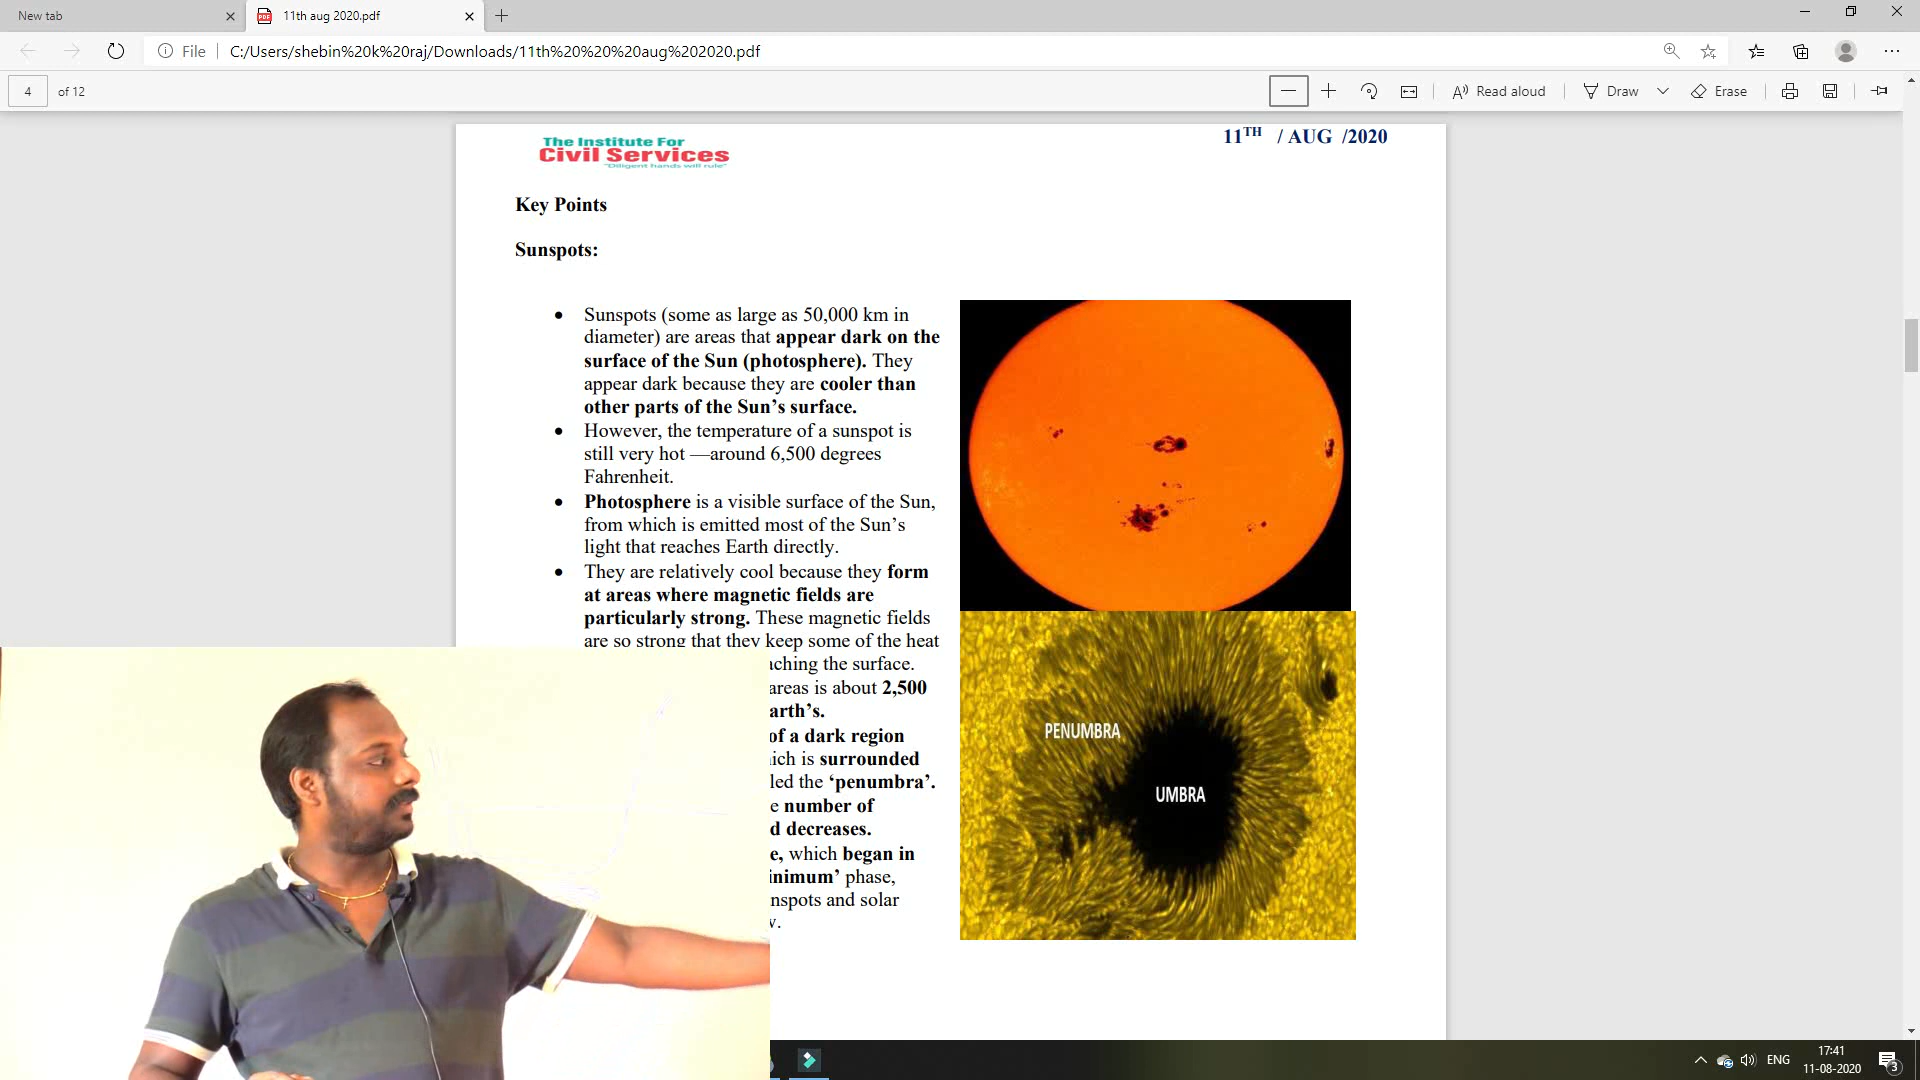 New tab
11th aug 2020.pdf
File
C:/Users/shebin%20k%20raj/Downloads/11th%20%20%20aug%202020.pdf
4 of 12
Read aloud
Draw
Erase
The Institute For
Civil Services
"Diligent hands will rule"
11TH / AUG /2020
Key Points
Sunspots:
• Sunspots (some as large as 50,000 km in
diameter) are areas that appear dark on the
surface of the Sun (photosphere). They
appear dark because they are cooler than
other parts of the Sun’s surface.
• However, the temperature of a sunspot is
still very hot —around 6,500 degrees
Fahrenheit.
• Photosphere is a visible surface of the Sun,
from which is emitted most of the Sun’s
light that reaches Earth directly.
• They are relatively cool because they form
at areas where magnetic fields are
particularly strong. These magnetic fields
are so strong that they keep some of the heat
the surface.
areas is about 2,500
of a dark region
is surrounded
the ‘penumbra’.
number of
decreases.
which began in
phase,
and solar
PENUMBRA
UMBRA
ENG
17:41
11-08-2020
3